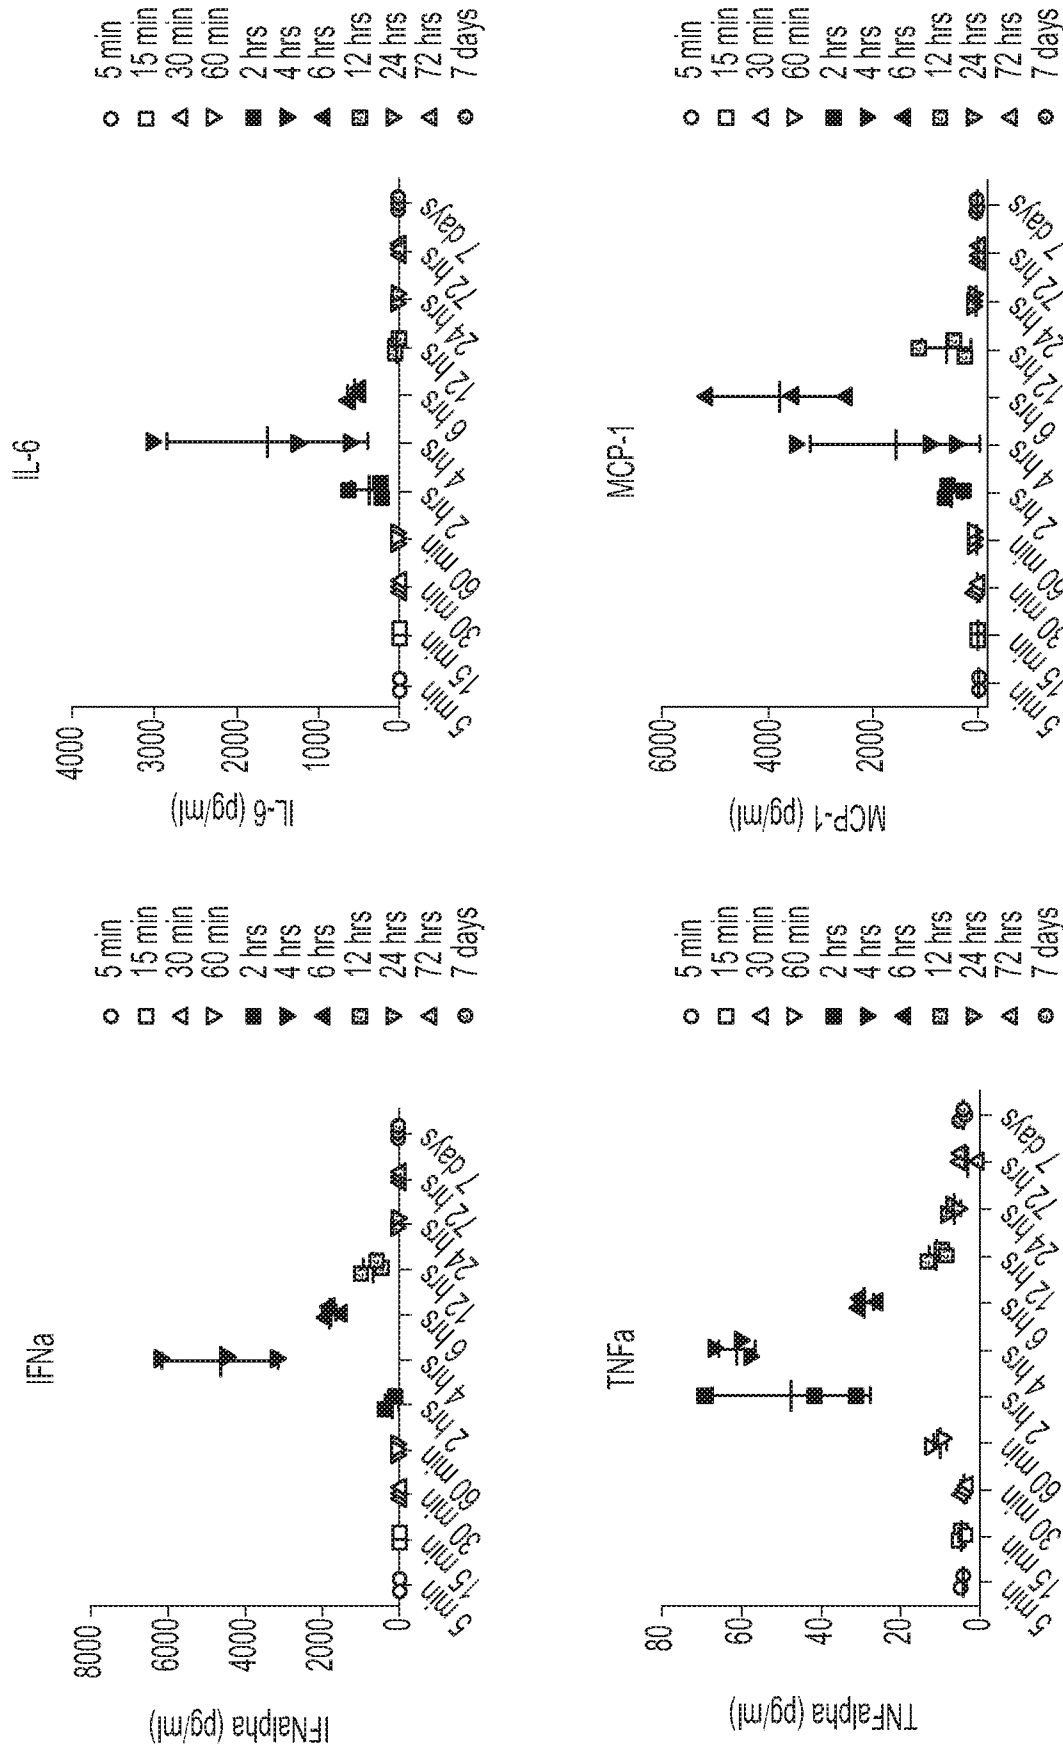 IFNa
IFNalpha (pg/ml)
8000
6000
4000
2000
0
5 min
15 min
30 min
60 min
2 hrs
4 hrs
6 hrs
12 hrs
24 hrs
72 hrs
7 days
5 min
15 min
30 min
60 min
2 hrs
4 hrs
6 hrs
12 hrs
24 hrs
72 hrs
7 days
IL-6
IL-6 (pg/ml)
4000
3000
2000
1000
0
5 min
15 min
30 min
60 min
2 hrs
4 hrs
6 hrs
12 hrs
24 hrs
72 hrs
7 days
5 min
15 min
30 min
60 min
2 hrs
4 hrs
6 hrs
12 hrs
24 hrs
72 hrs
7 days
TNFa
TNFalpha (pg/ml)
80
60
40
20
0
5 min
15 min
30 min
60 min
2 hrs
4 hrs
6 hrs
12 hrs
24 hrs
72 hrs
7 days
5 min
15 min
30 min
60 min
2 hrs
4 hrs
6 hrs
12 hrs
24 hrs
72 hrs
7 days
MCP-1
MCP-1 (pg/ml)
6000
4000
2000
0
5 min
15 min
30 min
60 min
2 hrs
4 hrs
6 hrs
12 hrs
24 hrs
72 hrs
7 days
5 min
15 min
30 min
60 min
2 hrs
4 hrs
6 hrs
12 hrs
24 hrs
72 hrs
7 days